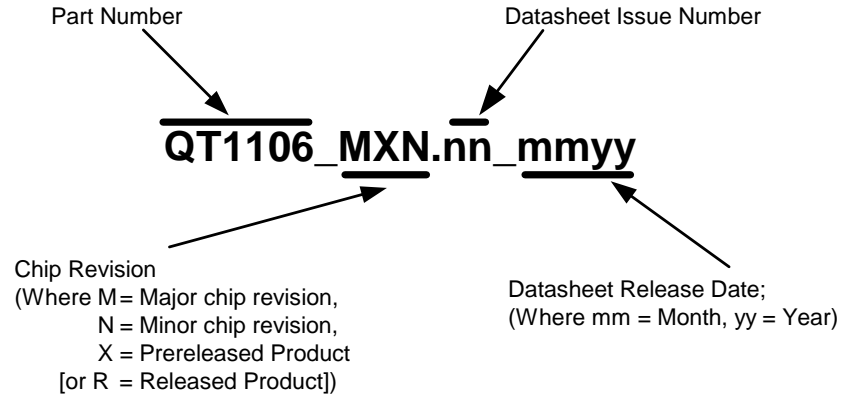 Part Number
Datasheet Issue Number
QT1106_MXN.nn_mmyy
Chip Revision
(Where M = Major chip revision,
N = Minor chip revision,
X = Prereleased Product
[or R = Released Product])
Datasheet Release Date;
(Where mm = Month, yy = Year)